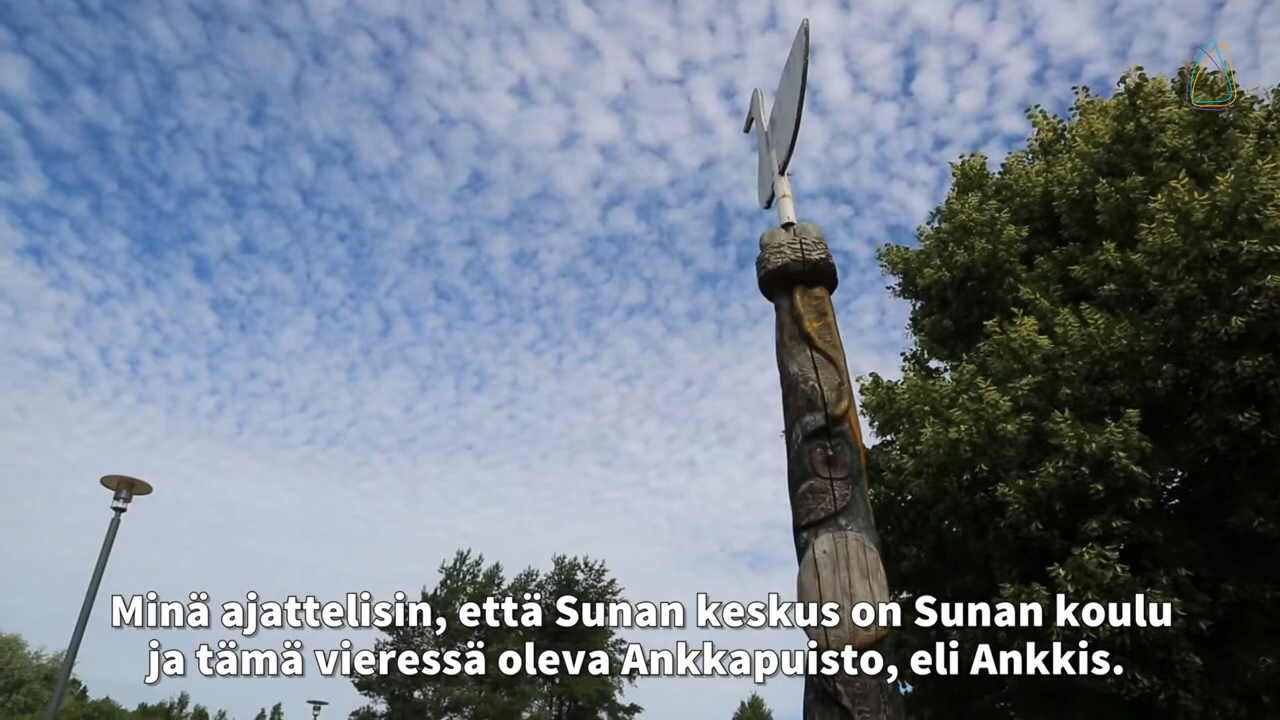 Minä ajattelisin, että Sunan keskus on Sunan koulu
ja tämä vieressä oleva Ankkapuisto, eli Ankkis.